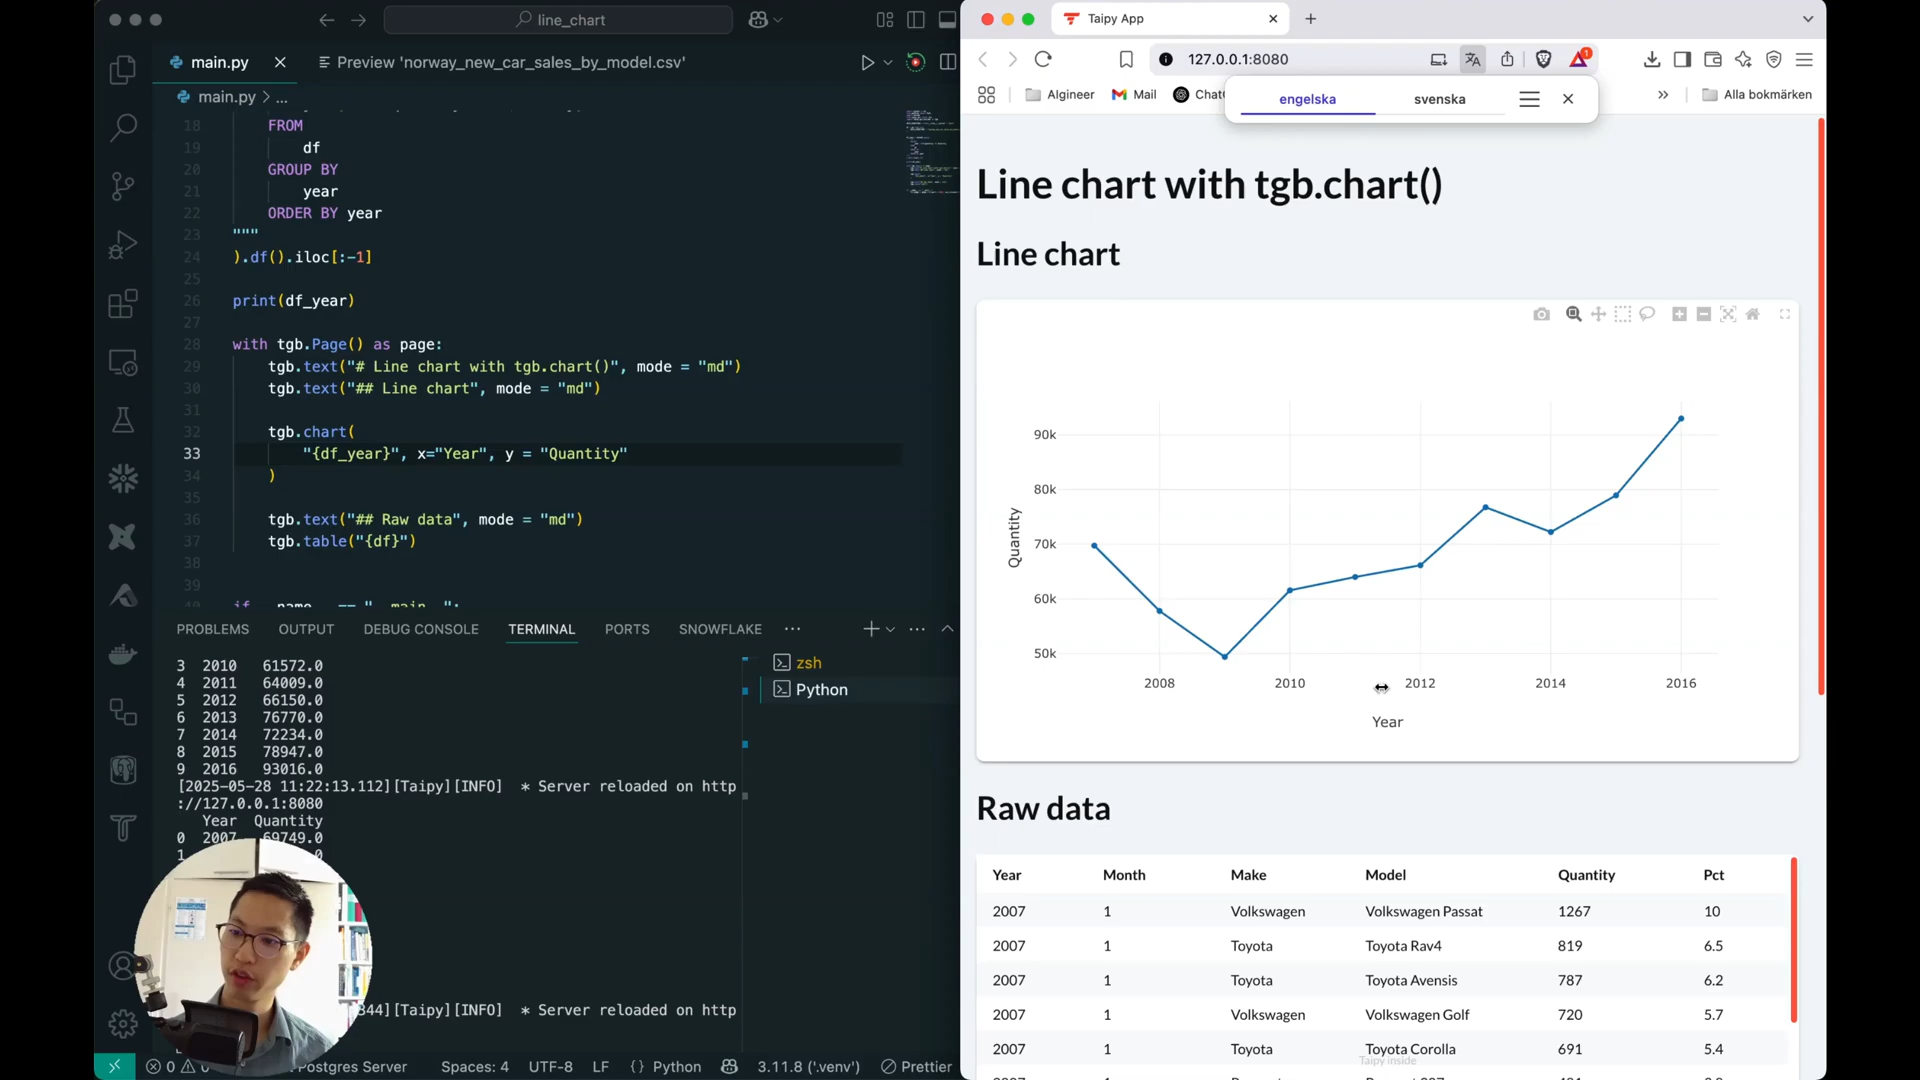 line_chart
main.py
Preview 'norway_new_car_sales_by_model.csv'
main.py > ...
18 FROM
19 df
20 GROUP BY
21 year
22 ORDER BY year
23 """
24 ).df().iloc[:-1]
25
26 print(df_year)
27
28 with tgb.Page() as page:
29 tgb.text("# Line chart with tgb.chart()", mode = "md")
30 tgb.text("## Line chart", mode = "md")
31
32 tgb.chart(
33 "{df_year}", x="Year", y = "Quantity"
34 )
35
36 tgb.text("## Raw data", mode = "md")
37 tgb.table("{df}")
38
39
40 if __name__ == "__main__":
PROBLEMS OUTPUT DEBUG CONSOLE TERMINAL PORTS SNOWFLAKE ...
3 2010 61572.0
4 2011 64009.0
5 2012 66150.0
6 2013 76770.0
7 2014 72234.0
8 2015 78947.0
9 2016 93016.0
[2025-05-28 11:22:13.112][Taipy][INFO] * Server reloaded on http
://127.0.0.1:8080
Year Quantity
0 2007 69749.0
1
344][Taipy][INFO] * Server reloaded on http
zsh
Python
0
Postgres Server
Spaces: 4
UTF-8
LF
{ } Python
3.11.8 ('.venv')
Prettier
Taipy App
127.0.0.1:8080
1
Algineer
Mail
Chat
Alla bokmärken
engelska
svenska
Line chart with tgb.chart()
Line chart
90k
80k
70k
60k
50k
Quantity
2008 2010 2012 2014 2016
Year
Raw data
Year Month Make Model Quantity Pct
2007 1 Volkswagen Volkswagen Passat 1267 10
2007 1 Toyota Toyota Rav4 819 6.5
2007 1 Toyota Toyota Avensis 787 6.2
2007 1 Volkswagen Volkswagen Golf 720 5.7
2007 1 Toyota Toyota Corolla 691 5.4
Taipy inside